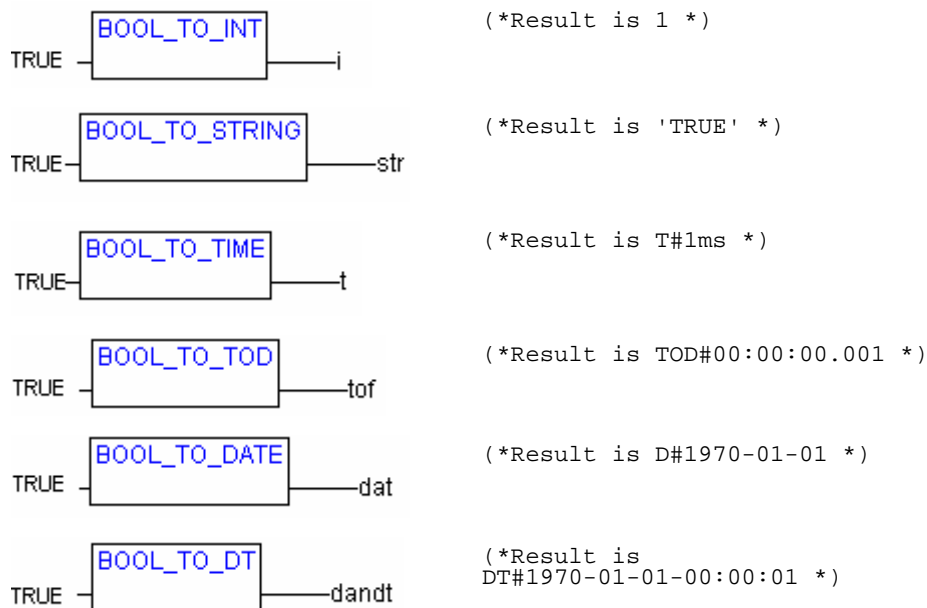 BOOL_TO_INT
(*Result is 1 *)
TRUE
i
BOOL_TO_STRING
(*Result is 'TRUE' *)
TRUE
str
BOOL_TO_TIME
(*Result is T#1ms *)
TRUE
t
BOOL_TO_TOD
(*Result is TOD#00:00:00.001 *)
TRUE
tof
BOOL_TO_DATE
(*Result is D#1970-01-01 *)
TRUE
dat
BOOL_TO_DT
(*Result is
DT#1970-01-01-00:00:01 *)
TRUE
dandt